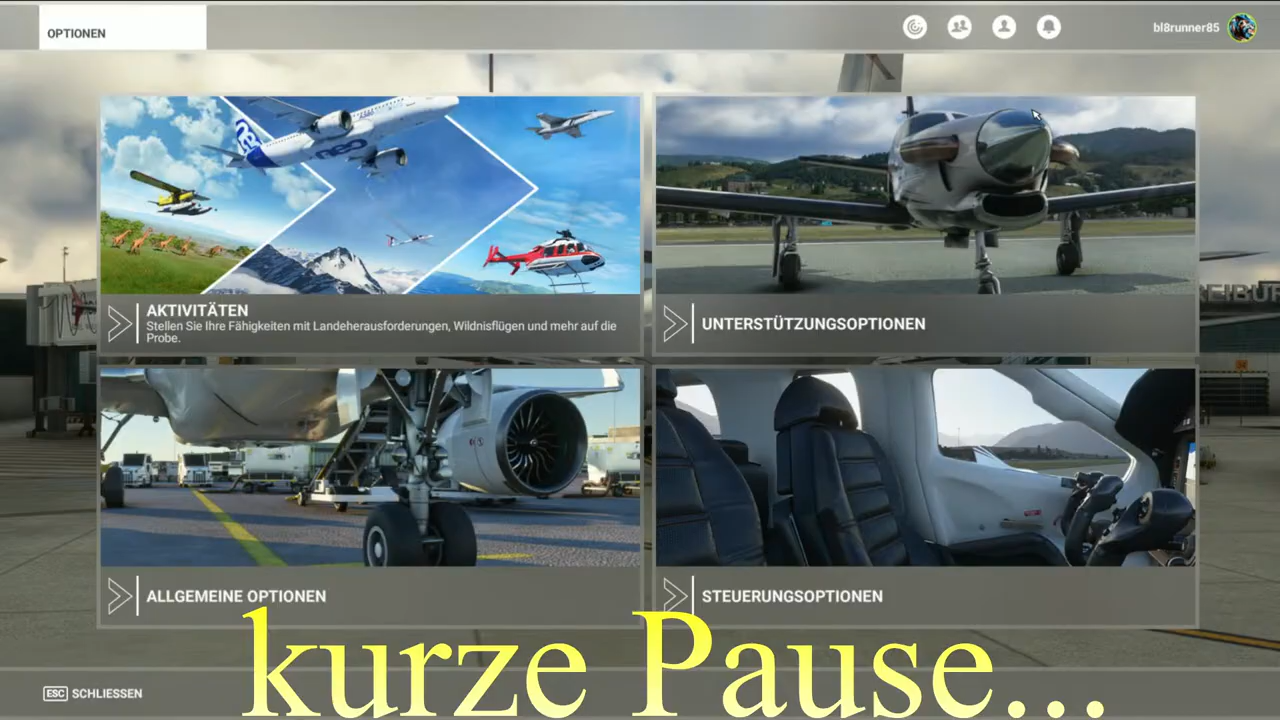 OPTIONEN
bl8runner85
neo
AKTIVITÄTEN
Stellen Sie Ihre Fähigkeiten mit Landeherausforderungen, Wildnisflügen und mehr auf die
Probe.
UNTERSTÜTZUNGSOPTIONEN
ALLGEMEINE OPTIONEN
STEUERUNGSOPTIONEN
kurze Pause...
ESC SCHLIESSEN